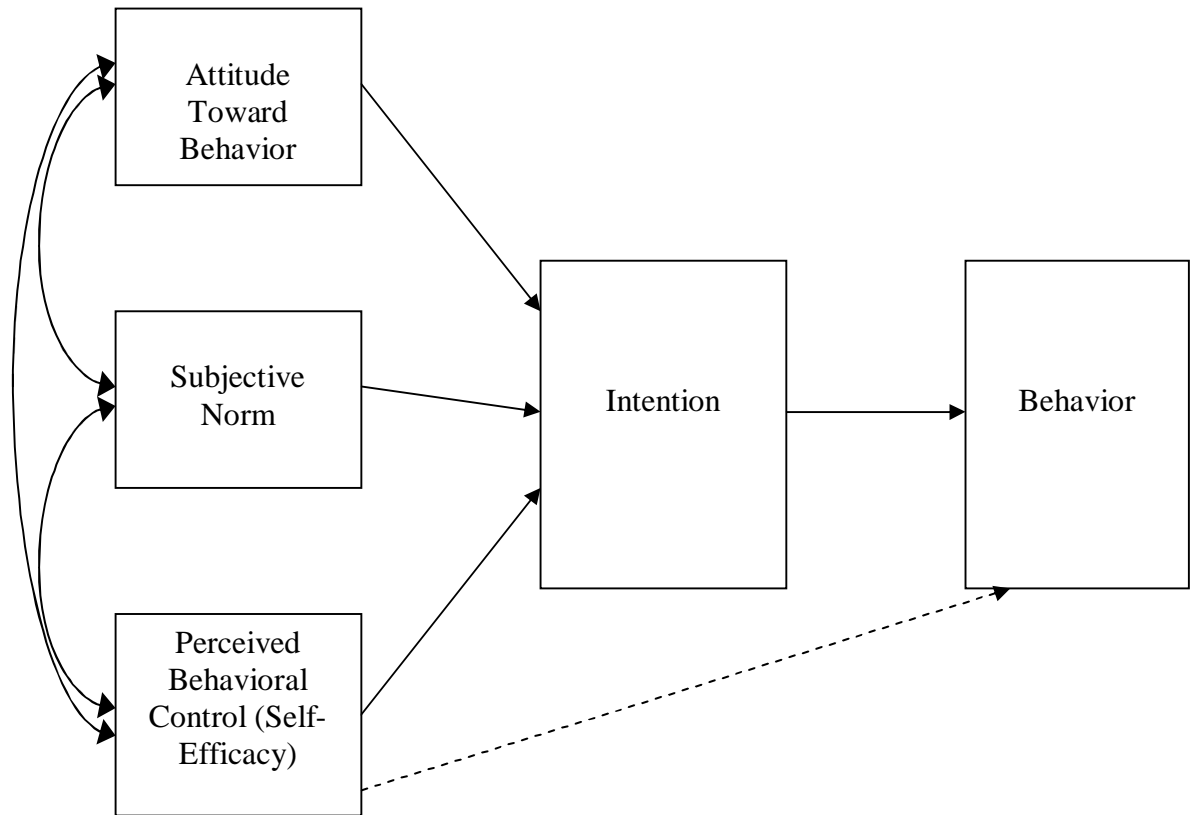 Attitude
Toward
Behavior
Subjective
Norm
Perceived
Behavioral
Control (Self-
Efficacy)
Intention
Behavior